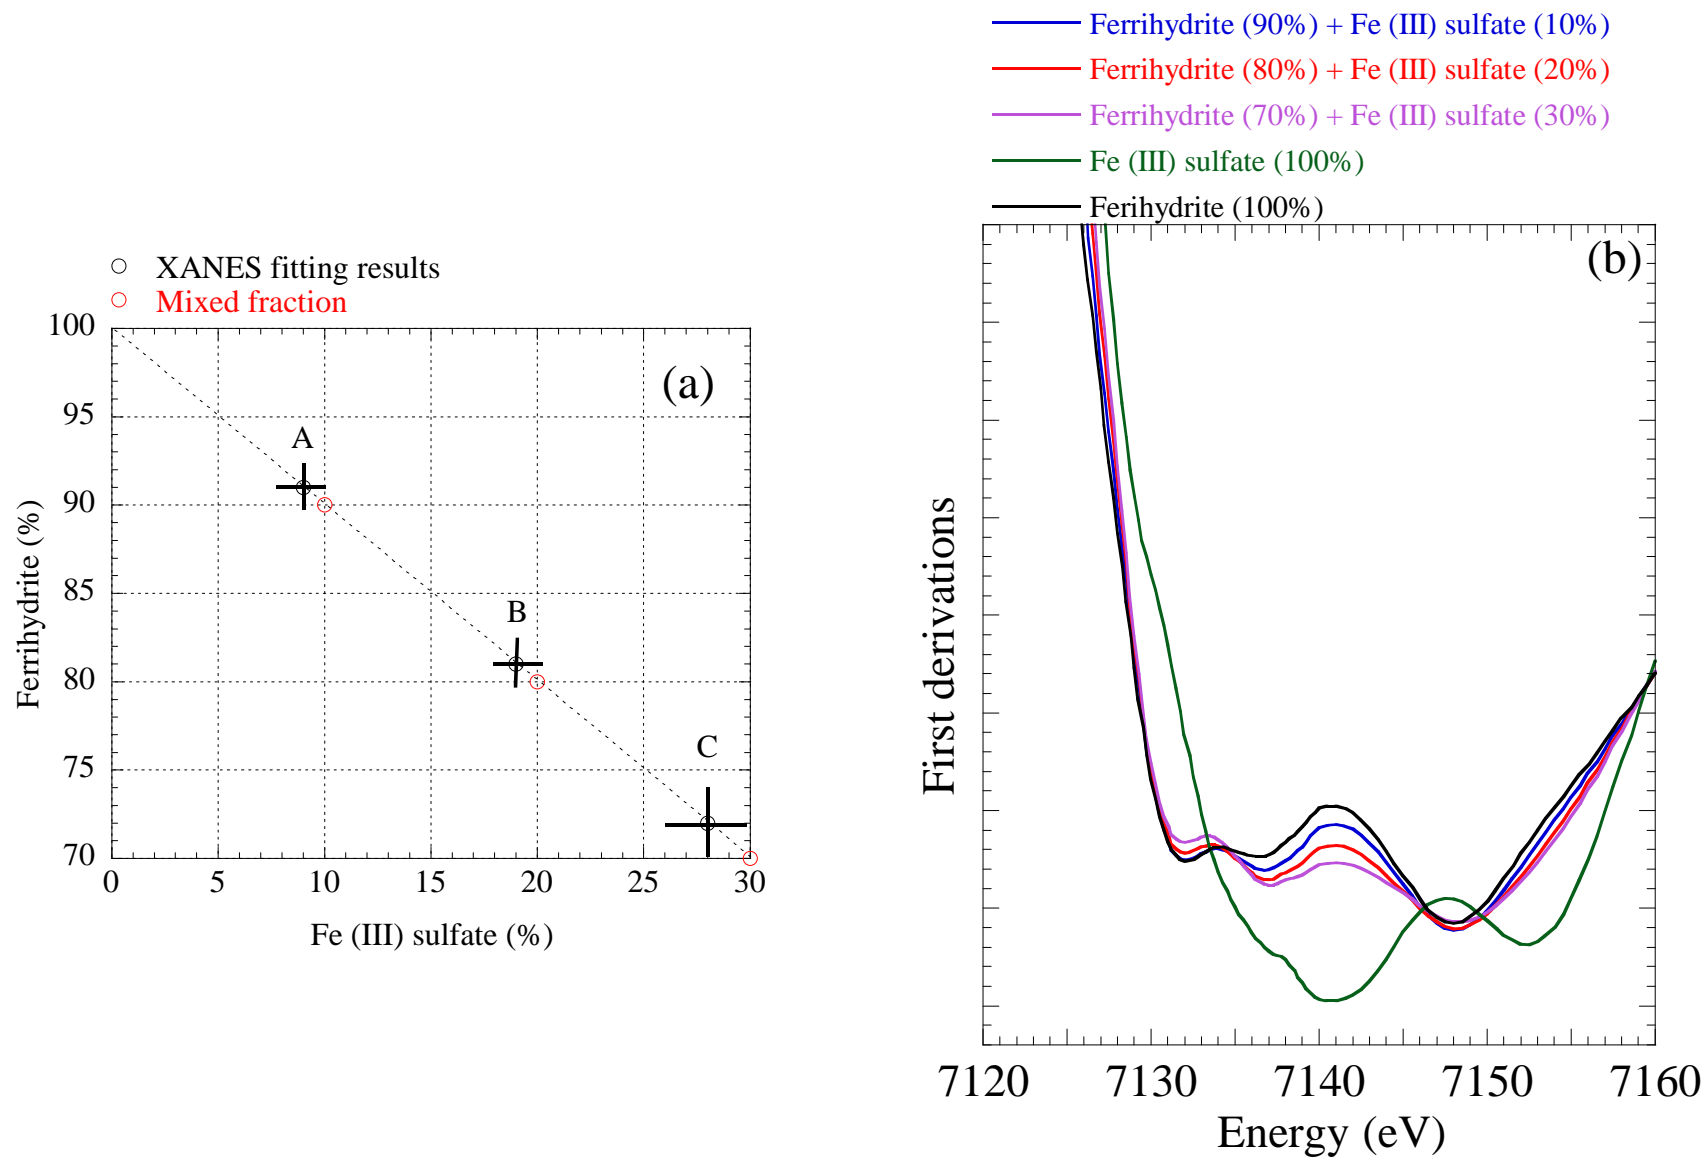 XANES fitting results
Mixed fraction
100
95
90
85
80
75
70
0 5 10 15 20 25 30
Ferrihydrite (%)
Fe (III) sulfate (%)
(a)
A
B
C
Ferrihydrite (90%) + Fe (III) sulfate (10%)
Ferrihydrite (80%) + Fe (III) sulfate (20%)
Ferrihydrite (70%) + Fe (III) sulfate (30%)
Fe (III) sulfate (100%)
Ferihydrite (100%)
(b)
First derivations
7120 7130 7140 7150 7160
Energy (eV)